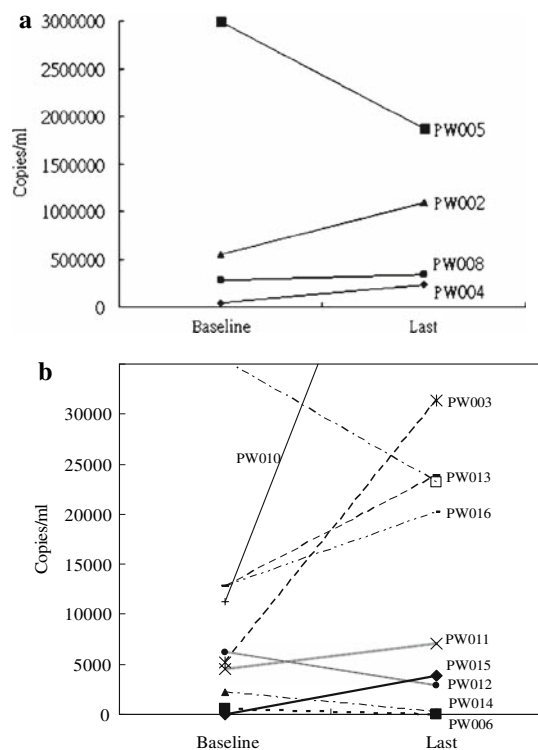 a
3000000
2500000
2000000
1500000
1000000
500000
0
Copies/ml
PW005
PW002
PW008
PW004
Baseline Last
b
30000
25000
20000
15000
10000
5000
0
Copies/ml
PW003
PW010
PW013
PW016
PW011
PW015
PW012
PW014
PW006
Baseline Last